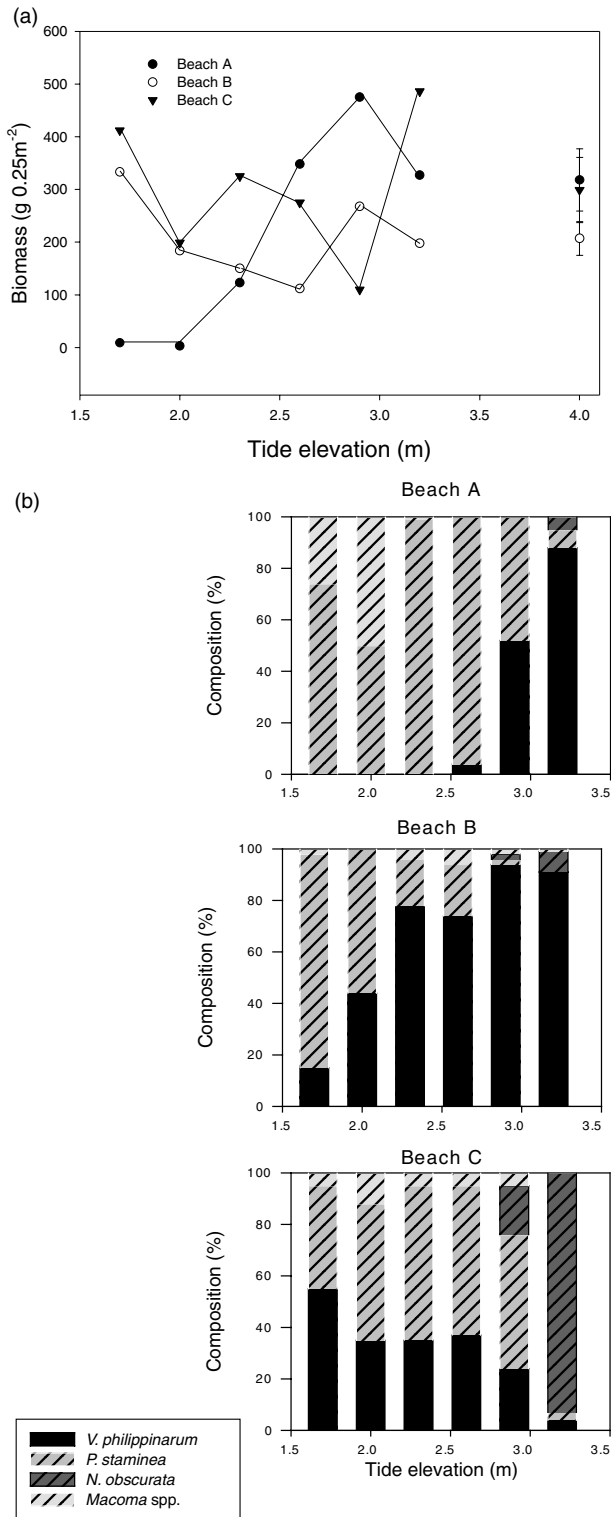 (a)
600
500
400
300
200
100
0
Biomass (g 0.25m-2)
Beach A
Beach B
Beach C
1.5 2.0 2.5 3.0 3.5 4.0
Tide elevation (m)
(b)
Beach A
100
80
60
40
20
0
Composition (%)
1.5 2.0 2.5 3.0 3.5
Beach B
100
80
60
40
20
0
Composition (%)
1.5 2.0 2.5 3.0 3.5
Beach C
100
80
60
40
20
0
Composition (%)
1.5 2.0 2.5 3.0 3.5
Tide elevation (m)
V. philippinarum
P. staminea
N. obscurata
Macoma spp.